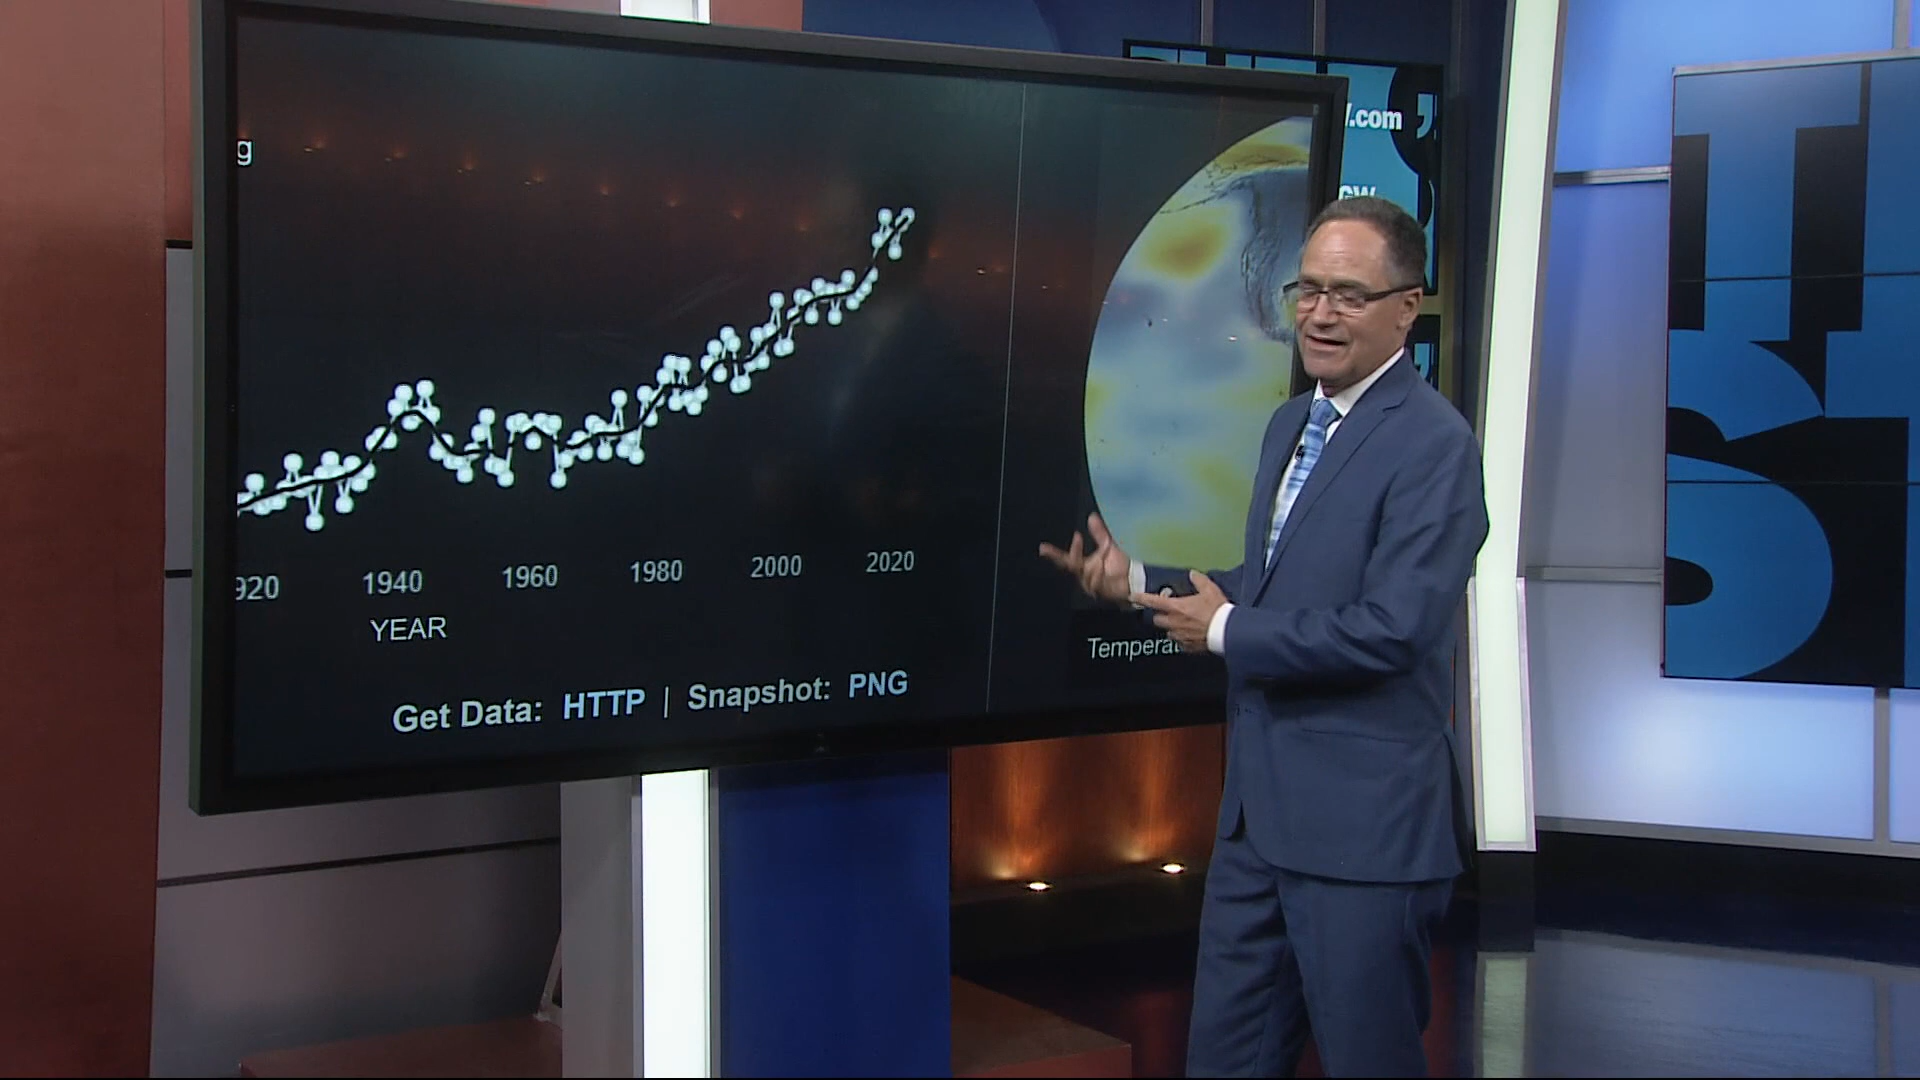 g
920 1940 1960 1980 2000 2020
YEAR
Get Data: HTTP | Snapshot: PNG
Temperat
.com